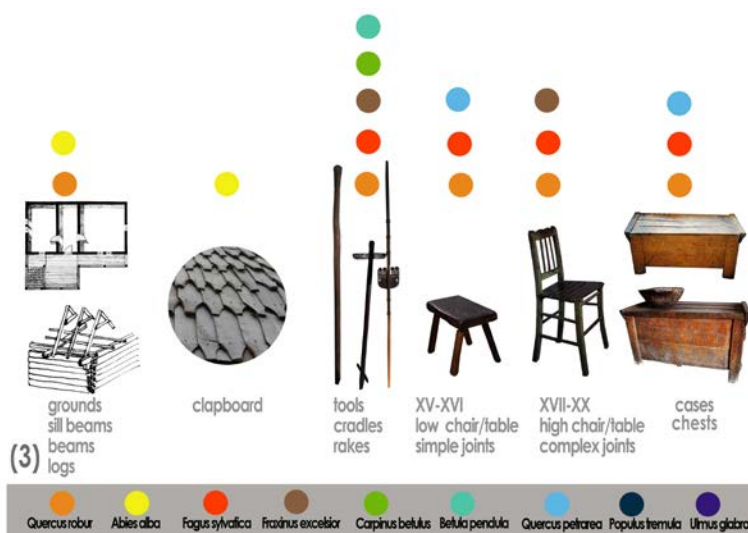 grounds
sill beams
beams
logs
clapboard
tools
cradles
rakes
XV-XVI
low chair/table
simple joints
XVII-XX
high chair/table
complex joints
cases
chests
(3)
Quercus robur
Abies alba
Fagus sylvatica
Fraxinus excelsior
Carpinus betulus
Betula pendula
Quercus petrarea
Populus tremula
Ulmus glabra